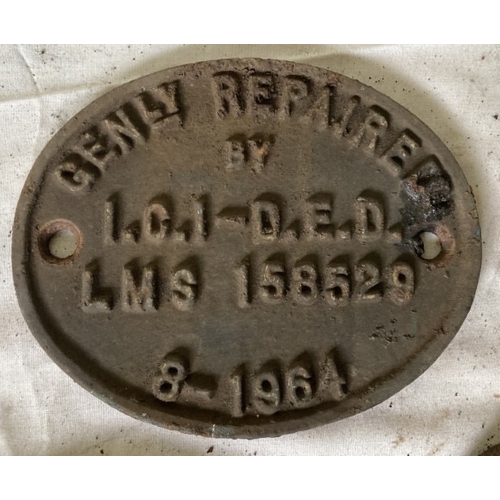 GENLY REPAIRED
BY
I.C.I-D.E.D.
LMS 158529
8-1964